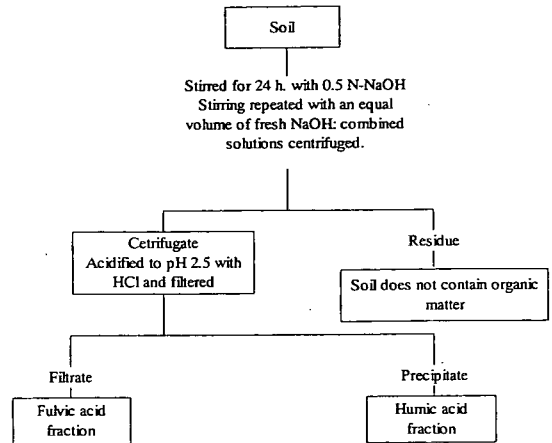 Soil
Stirred for 24 h. with 0.5 N-NaOH
Stirring repeated with an equal
volume of fresh NaOH: combined
solutions centrifuged.
Cetrifugate
Acidified to pH 2.5 with
HCl and filtered
Residue
Soil does not contain organic
matter
Filtrate
Fulvic acid
fraction
Precipitate
Humic acid
fraction